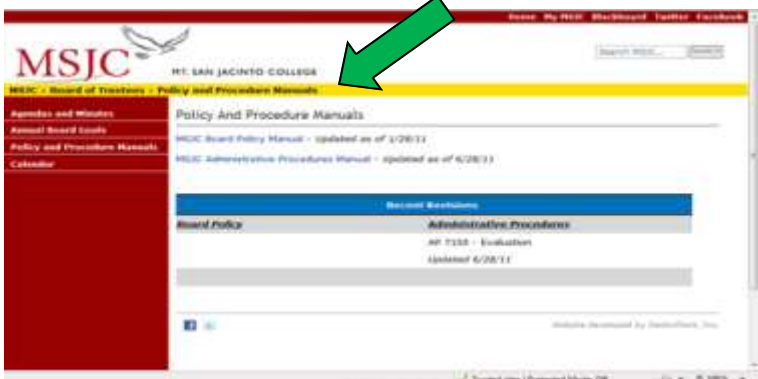 Home My MSJC Blackboard Twitter Facebook
Search MSJC... Search
MSJC
MT. SAN JACINTO COLLEGE
MSJC > Board of Trustees > Policy and Procedure Manuals
Agendas and Minutes
Annual Board Goals
Policy and Procedure Manuals
Calendar
Policy And Procedure Manuals
MSJC Board Policy Manual - Updated as of 1/20/11
MSJC Administrative Procedures Manual - Updated as of 6/28/11
Recent Revisions
Board Policy Administrative Procedures
AP 7150 - Evaluation
Updated 6/28/11
Website developed by